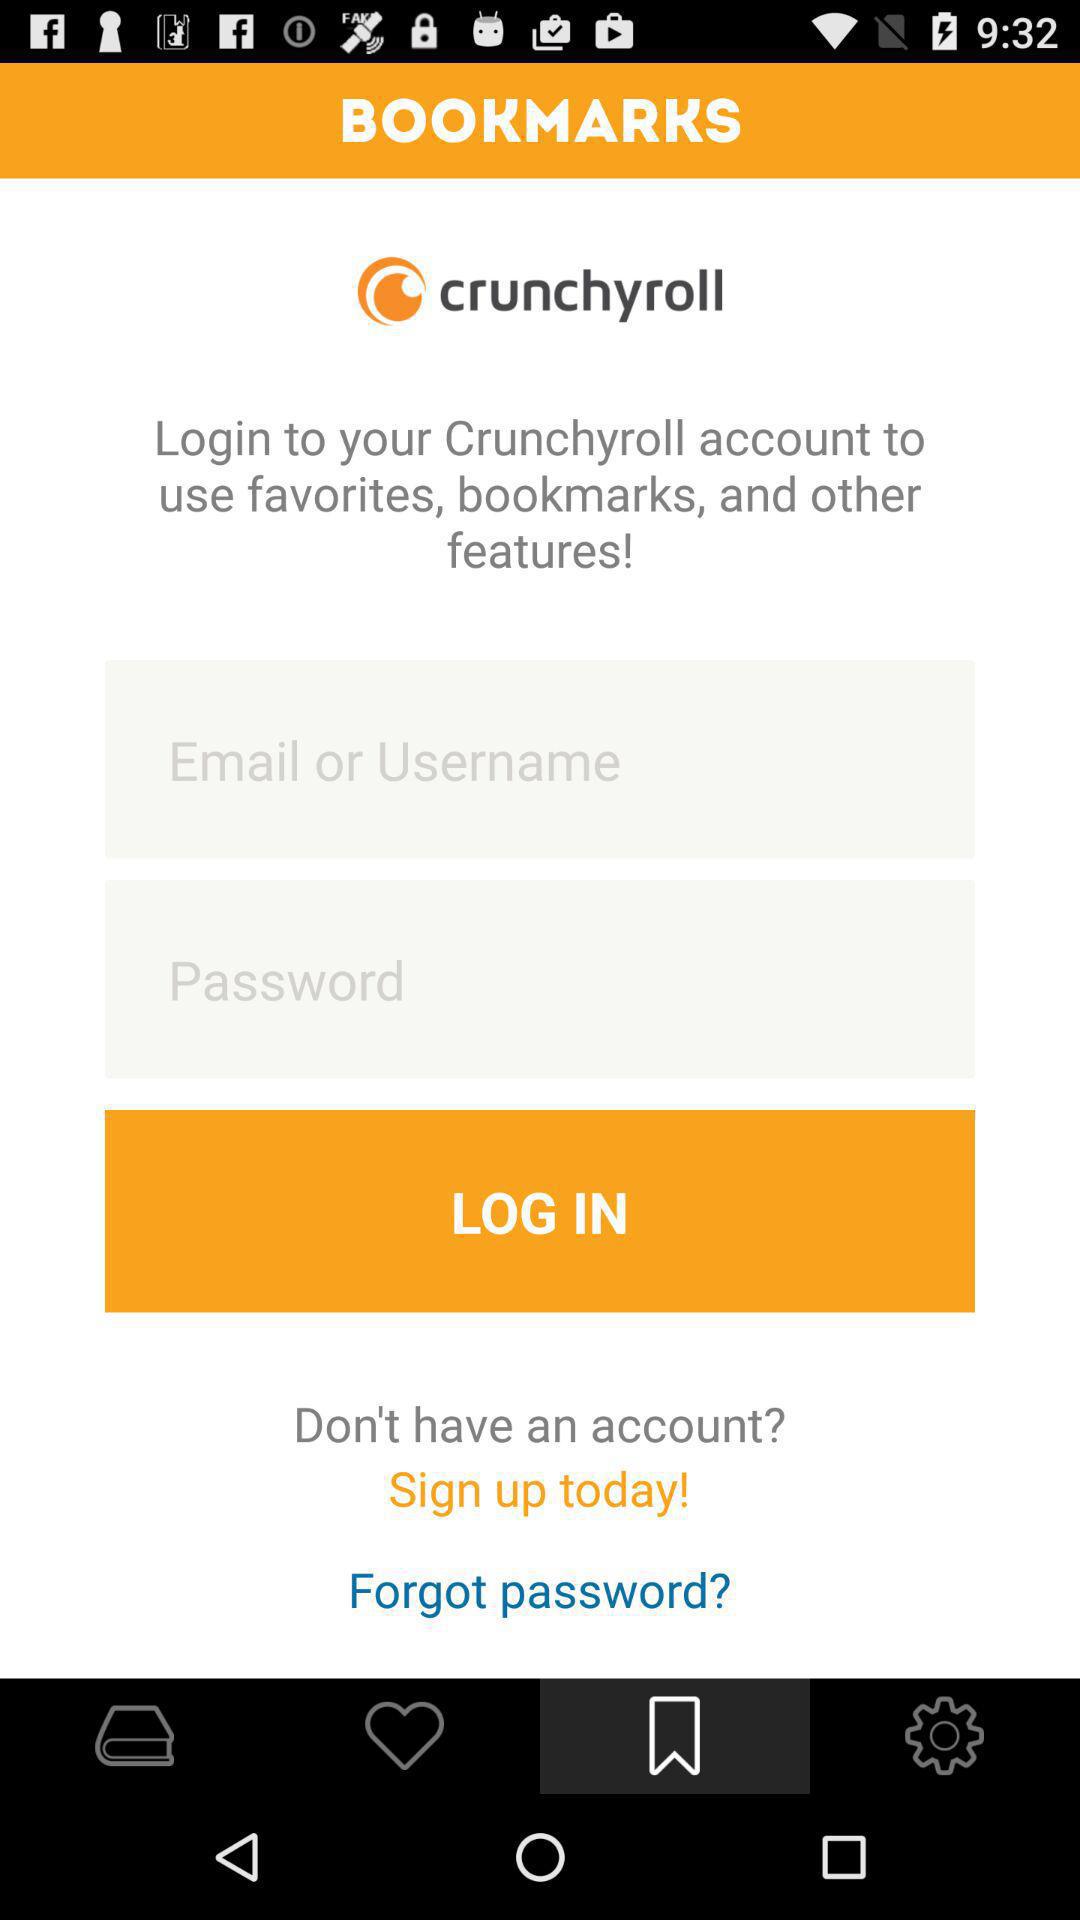 FAKE
9:32
BOOKMARKS
crunchyroll
Login to your Crunchyroll account to
use favorites, bookmarks, and other
features!
Email or Username
Password
LOG IN
Don't have an account?
Sign up today!
Forgot password?